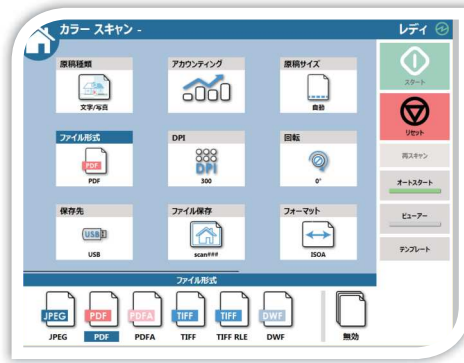 カラー スキャン -
レディ
原稿種類
アカウンティング
原稿サイズ
文字/写真
自動
スタート
ファイル形式
DPI
回転
PDF
DPI
PDF
300
0°
リセット
再スキャン
オートスタート
保存先
ファイル保存
フォーマット
USB
USB
scan###
ISOA
ビューアー
テンプレート
ファイル形式
JPEG
PDF
PDFA
TIFF
TIFF
DWF
JPEG
PDF
PDFA
TIFF
TIFF RLE
DWF
無効